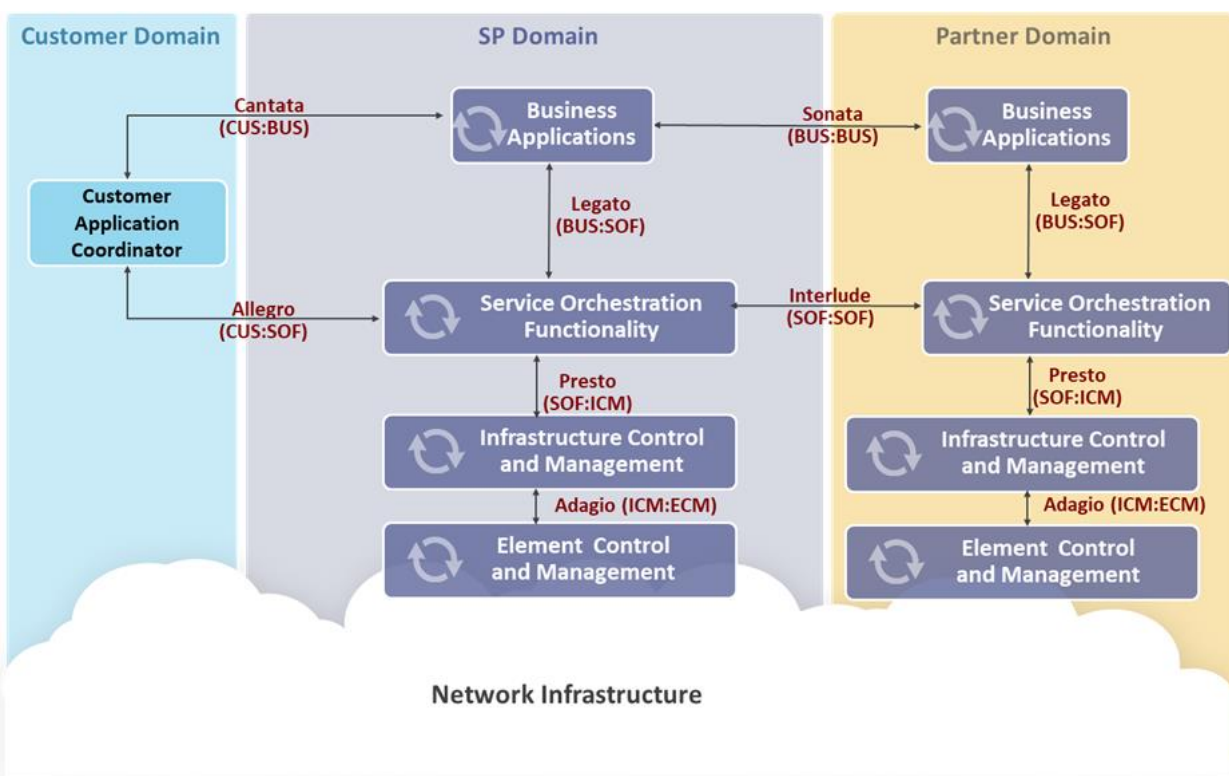 Customer Domain
SP Domain
Partner Domain
Cantata
(CUS:BUS)
Business
Applications
Sonata
(BUS:BUS)
Business
Applications
Customer
Application
Coordinator
Legato
(BUS:SOF)
Legato
(BUS:SOF)
Allegro
(CUS:SOF)
Service Orchestration
Functionality
Interlude
(SOF:SOF)
Service Orchestration
Functionality
Presto
(SOF:ICM)
Presto
(SOF:ICM)
Infrastructure Control
and Management
Infrastructure Control
and Management
Adagio (ICM:ECM)
Adagio (ICM:ECM)
Element Control
and Management
Element Control
and Management
Network Infrastructure